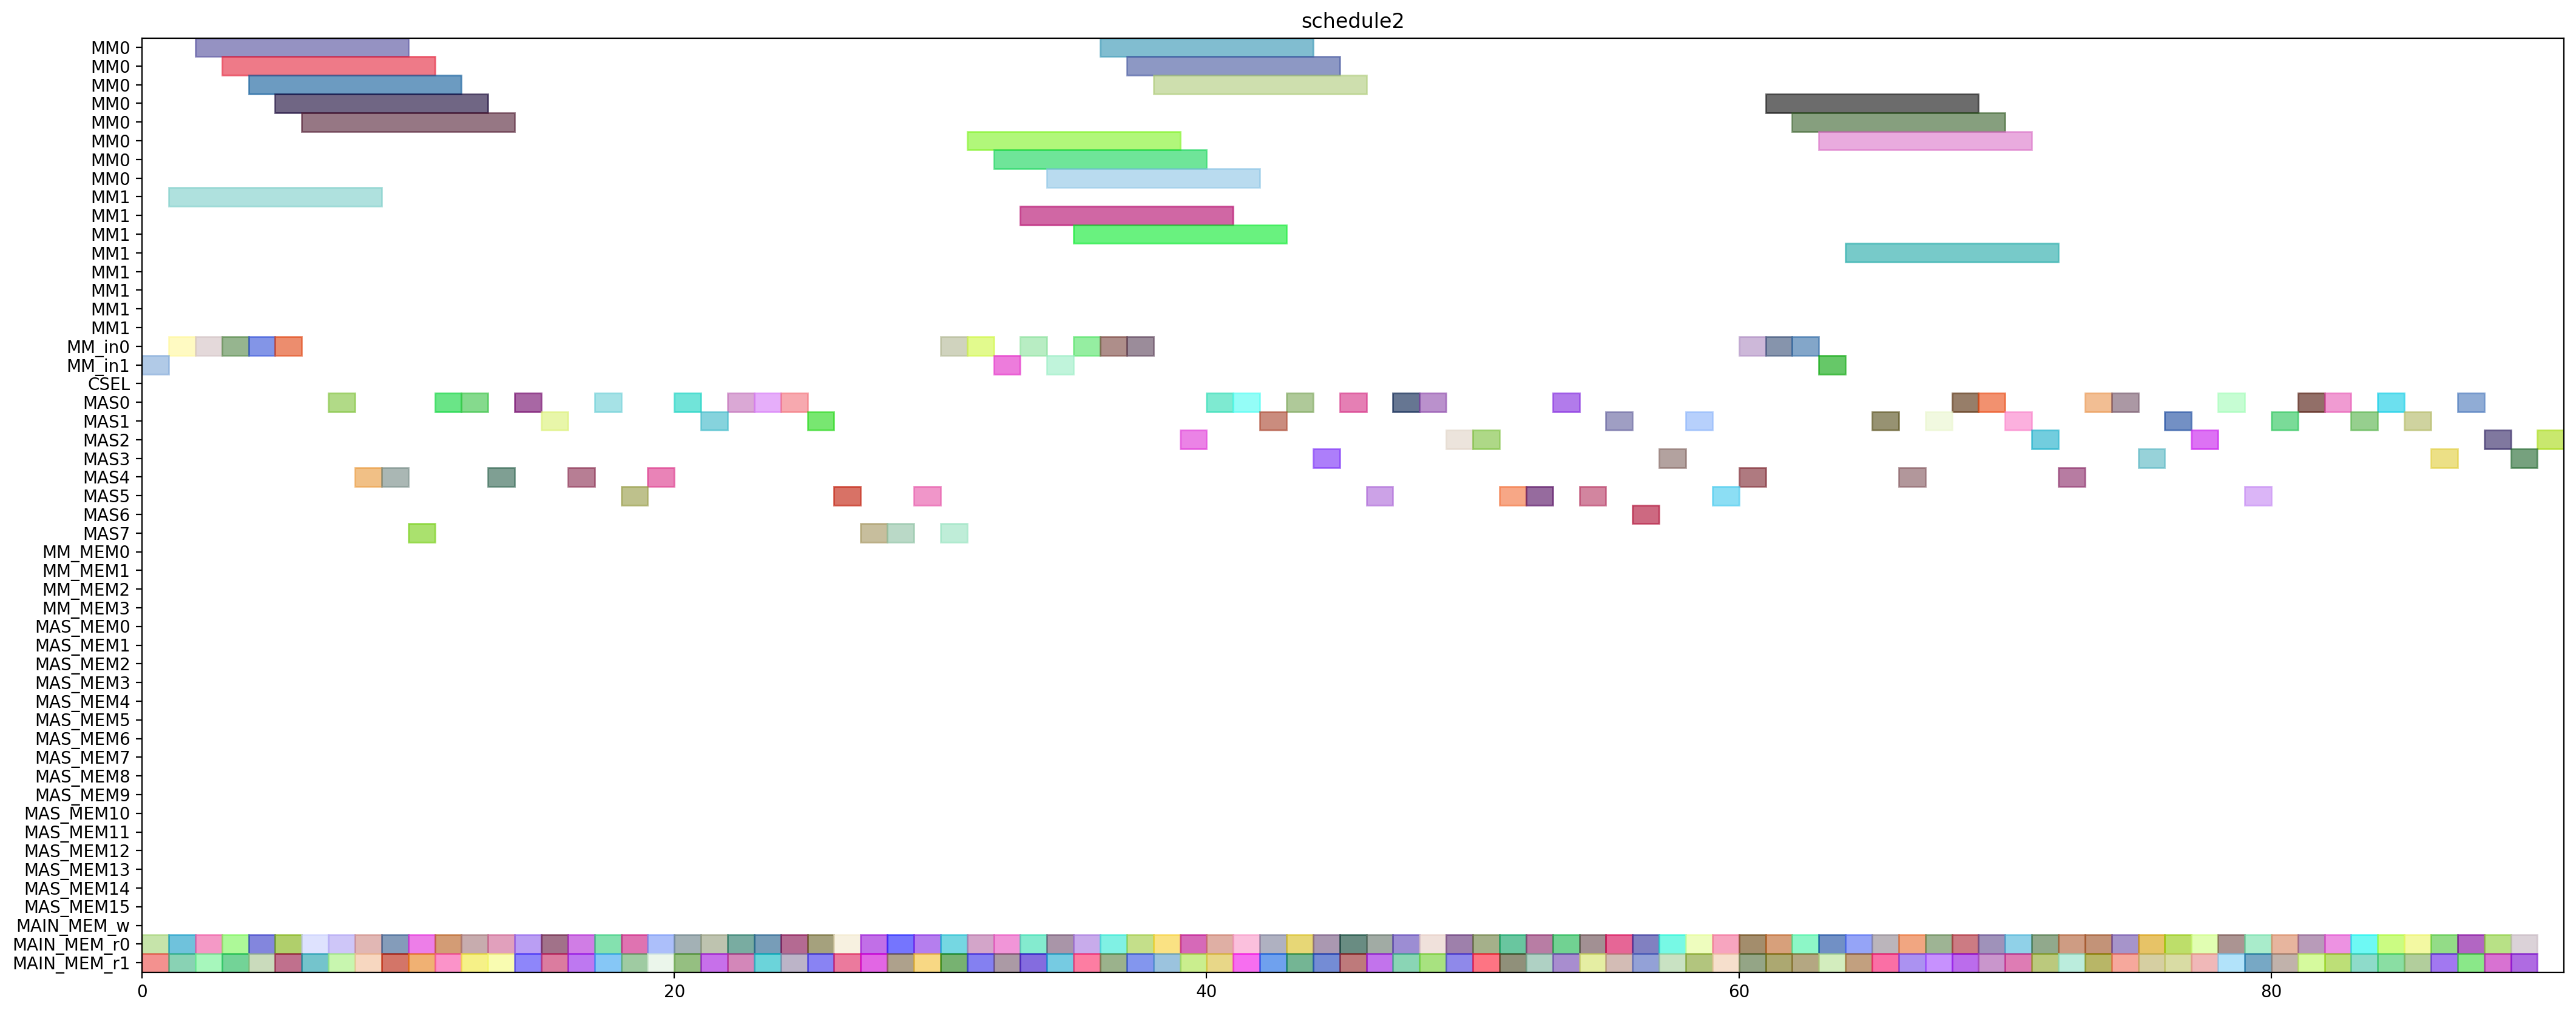 schedule2
MM0
MM0
MM0
MM0
MM0
MM0
MM0
MM0
MM1
MM1
MM1
MM1
MM1
MM1
MM1
MM1
MM_in0
MM_in1
CSEL
MAS0
MAS1
MAS2
MAS3
MAS4
MAS5
MAS6
MAS7
MM_MEM0
MM_MEM1
MM_MEM2
MM_MEM3
MAS_MEM0
MAS_MEM1
MAS_MEM2
MAS_MEM3
MAS_MEM4
MAS_MEM5
MAS_MEM6
MAS_MEM7
MAS_MEM8
MAS_MEM9
MAS_MEM10
MAS_MEM11
MAS_MEM12
MAS_MEM13
MAS_MEM14
MAS_MEM15
MAIN_MEM_w
MAIN_MEM_r0
MAIN_MEM_r1
0 20 40 60 80